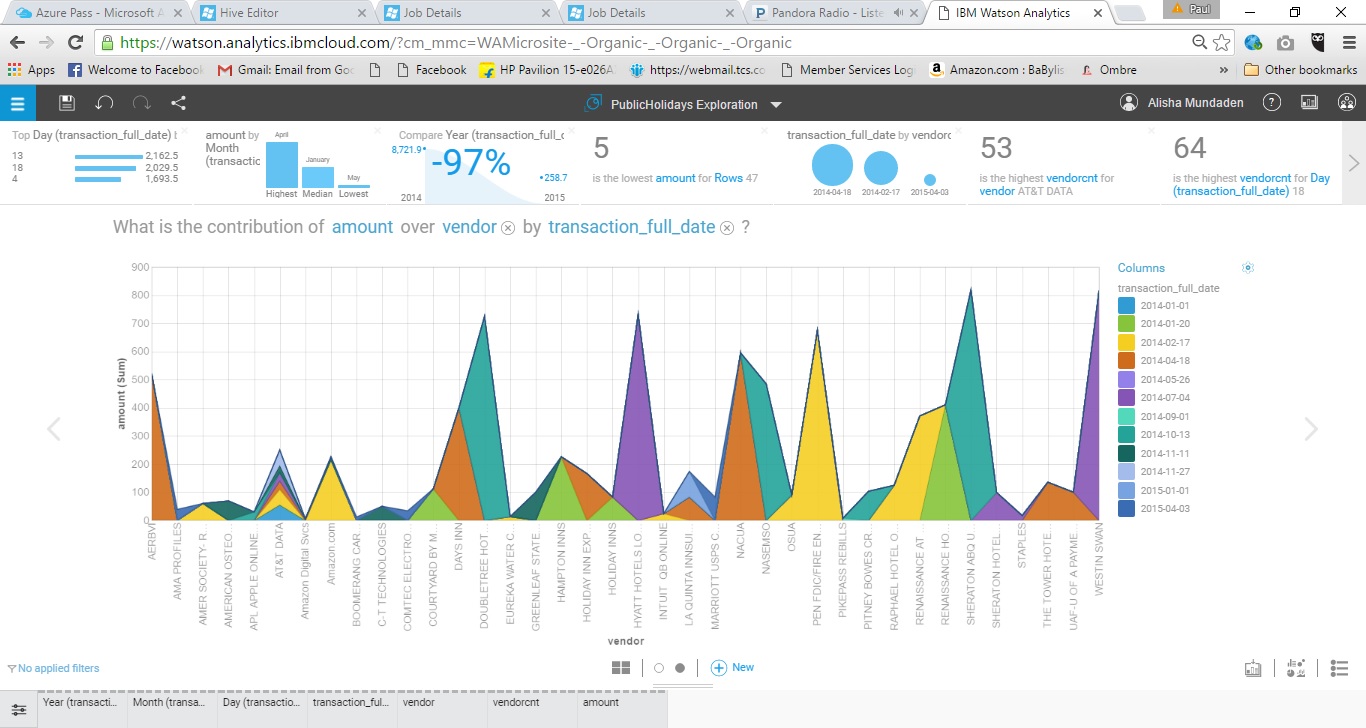 Azure Pass - Microsoft A
Hive Editor
Job Details
Job Details
Pandora Radio - Liste
IBM Watson Analytics
Paul
https://watson.analytics.ibmcloud.com/?cm_mmc=WAMicrosite-_-Organic-_-Organic-_-Organic
Apps
Welcome to Facebook
Gmail: Email from Goo
Facebook
HP Pavilion 15-e026A
https://webmail.tcs.co
Member Services Log
Amazon.com : BaByliss
Ombre
»
Other bookmarks
PublicHolidays Exploration
Alisha Mundaden
Top Day (transaction_full_date) b
13 2,162.5
18 2,029.5
4 1,693.5
amount by
Month
(transactic
April
January
May
Highest Median Lowest
Compare Year (transaction_full_c
8,721.9
-97%
258.7
2014
2015
5
is the lowest amount for Rows 47
transaction_full_date by vendorc
2014-04-18 2014-02-17 2015-04-03
53
is the highest vendorcnt for
vendor AT&T DATA
64
is the highest vendorcnt for Day
(transaction_full_date) 18
What is the contribution of amount over vendor by transaction_full_date ?
amount (Sum)
900
800
700
600
500
400
300
200
100
0
AERBVI
AMA PROFILES
AMER SOCIETY- R...
AMERICAN OSTEO...
APL APPLE ONLINE...
AT&T DATA
Amazon Digital Svcs
Amazon.com
BOOMERANG CAR...
C-T TECHNOLOGIES
COMTEC ELECTRO...
COURTYARD BY M...
DAYS INN
DOUBLETREE HOT...
EUREKA WATER C...
GREENLEAF STATE...
HAMPTON INNS
HOLIDAY INN EXP...
HOLIDAY INNS
HYATT HOTELS LO...
INTUIT QB ONLINE
LA QUINTA INNSUI...
MARRIOTT USPS C...
NACUA
NASEMSO
OSUA
PEN FDIC/FIRE EN...
PIKEPASS REBILLS
PITNEY BOWES CR...
RAPHAEL HOTEL O...
RENAISSANCE AT ...
RENAISSANCE HO...
SHERATON ABQ U...
SHERATON HOTEL...
STAPLES
THE TOWER HOTE...
UAF-U OF A PAYME...
WESTIN SWAN
vendor
Columns
transaction_full_date
2014-01-01
2014-01-20
2014-02-17
2014-04-18
2014-05-26
2014-07-04
2014-09-01
2014-10-13
2014-11-11
2014-11-27
2015-01-01
2015-04-03
No applied filters
New
Year (transacti...
Month (transa...
Day (transactio...
transaction_ful...
vendor
vendorcnt
amount